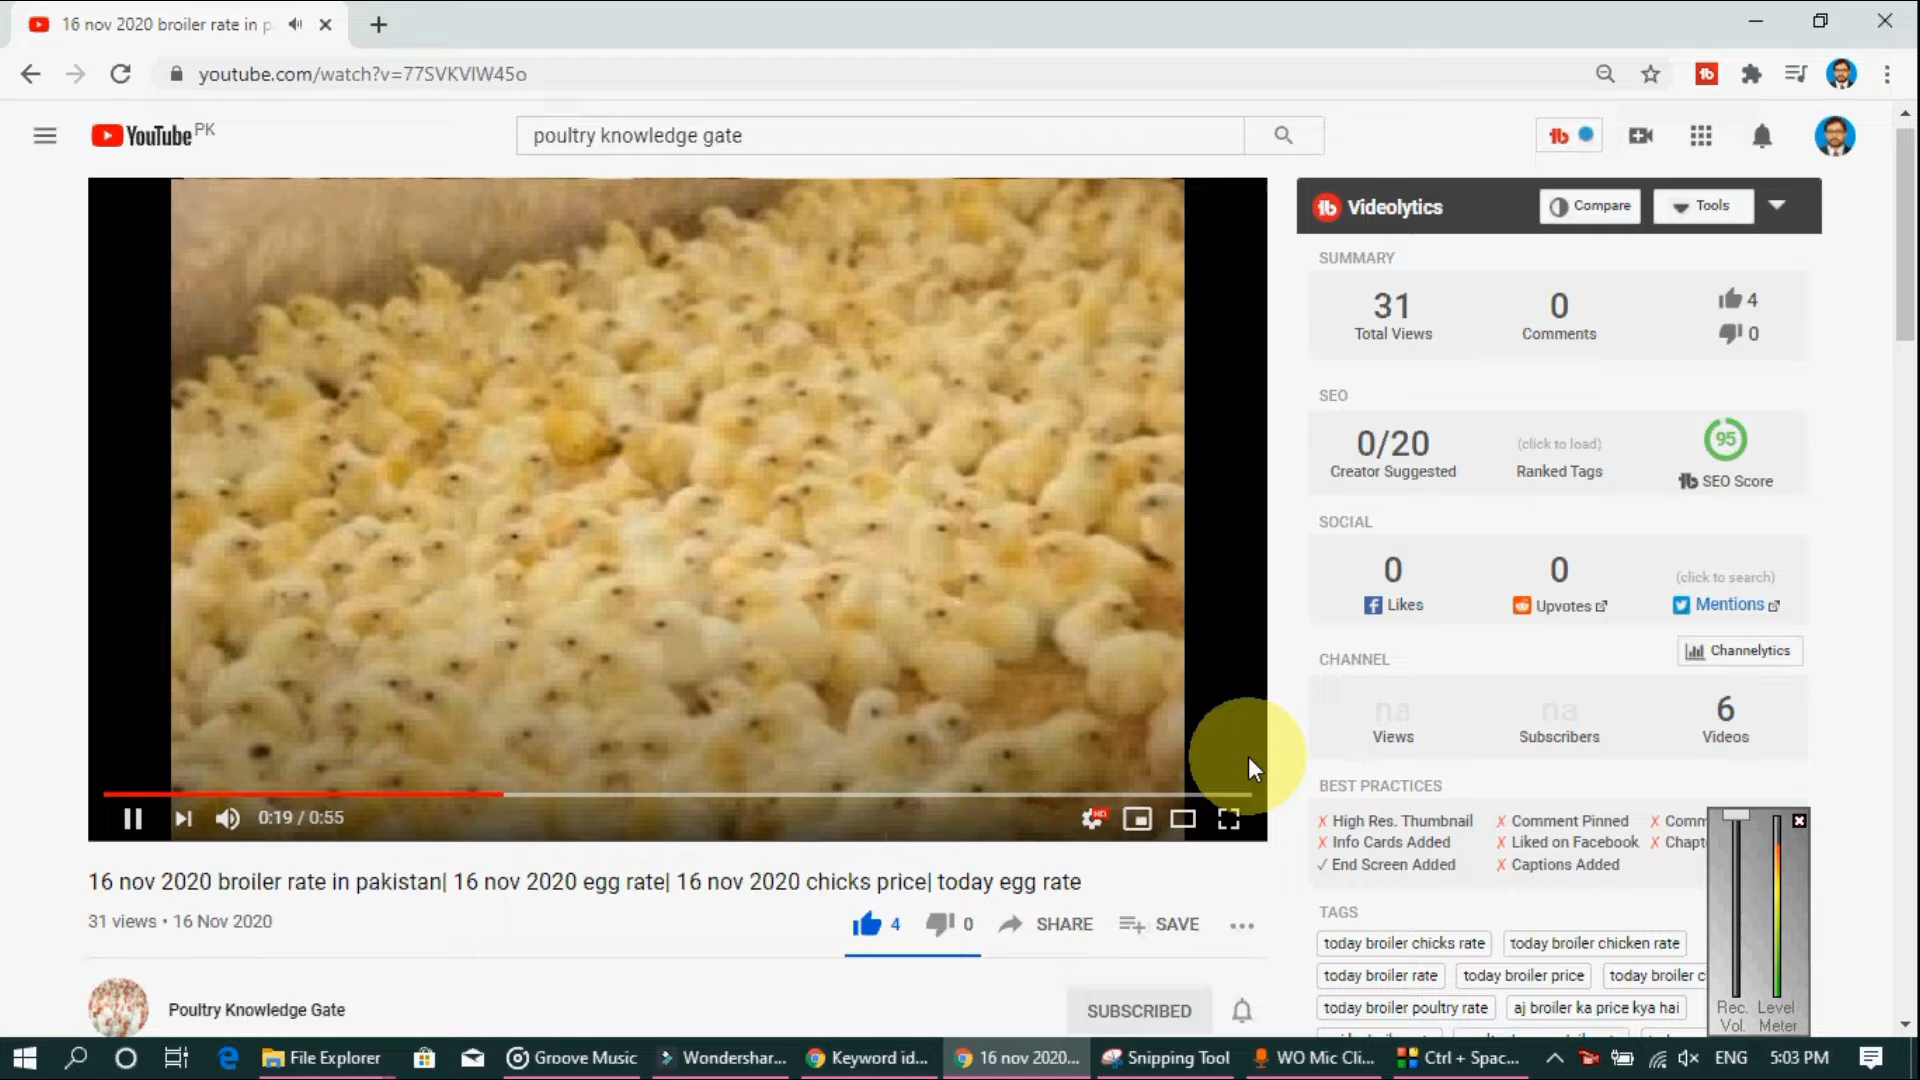 16 nov 2020 broiler rate in p
youtube.com/watch?v=77SVKVIW45o
YouTube PK
poultry knowledge gate
Videolytics
Compare
Tools
SUMMARY
31
0
4
Total Views
Comments
0
SEO
0/20
(click to load)
95
Creator Suggested
Ranked Tags
SEO Score
SOCIAL
0
0
(click to search)
Likes
Upvotes
Mentions
CHANNEL
Channelytics
na
na
6
Views
Subscribers
Videos
BEST PRACTICES
High Res. Thumbnail
Comment Pinned
Comm
Info Cards Added
Liked on Facebook
Chapt
End Screen Added
Captions Added
TAGS
today broiler chicks rate
today broiler chicken rate
today broiler rate
today broiler price
today broiler c
today broiler poultry rate
aj broiler ka price kya hai
Rec. Level
Vol. Meter
HD
0:19 / 0:55
16 nov 2020 broiler rate in pakistan| 16 nov 2020 egg rate| 16 nov 2020 chicks price| today egg rate
31 views • 16 Nov 2020
4
0
SHARE
SAVE
Poultry Knowledge Gate
SUBSCRIBED
File Explorer
Groove Music
Wondershar...
Keyword id...
16 nov 2020...
Snipping Tool
WO Mic Cli...
Ctrl + Spac...
ENG
5:03 PM